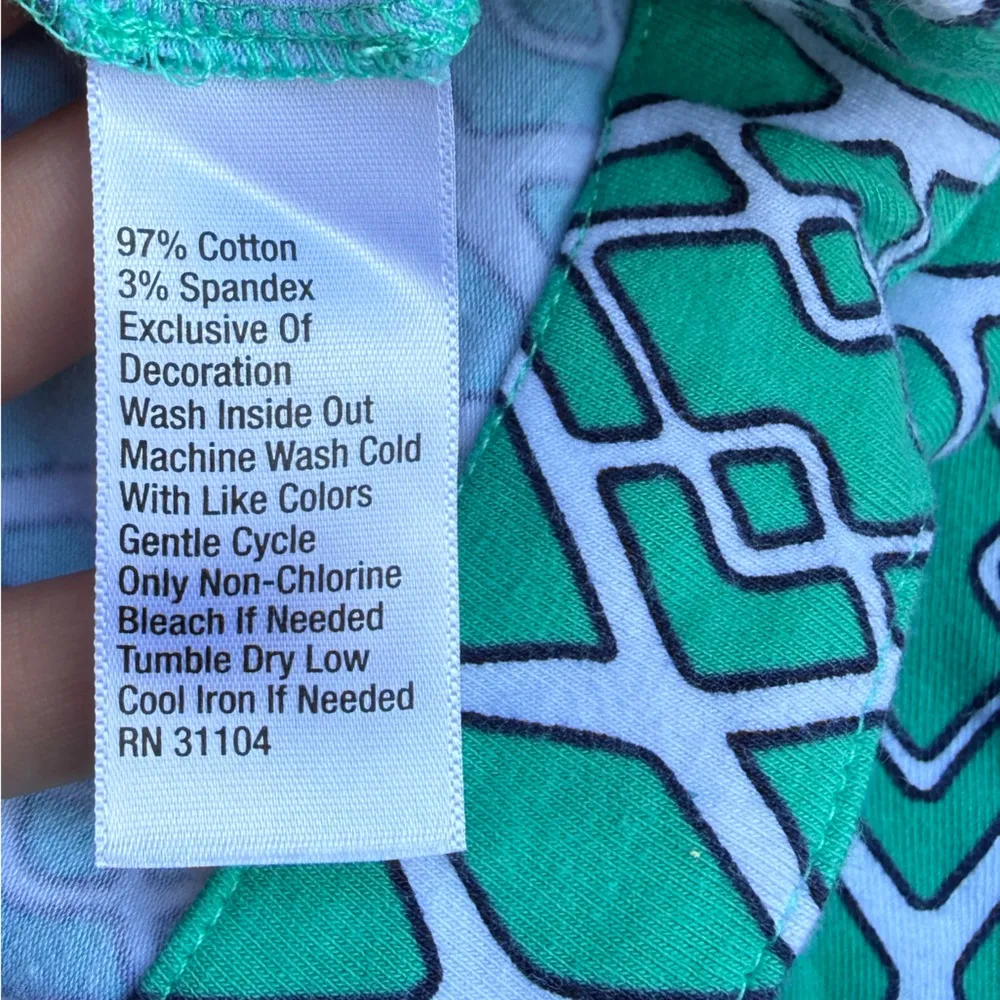 97% Cotton
3% Spandex
Exclusive Of
Decoration
Wash Inside Out
Machine Wash Cold
With Like Colors
Gentle Cycle
Only Non-Chlorine
Bleach If Needed
Tumble Dry Low
Cool Iron If Needed
RN 31104